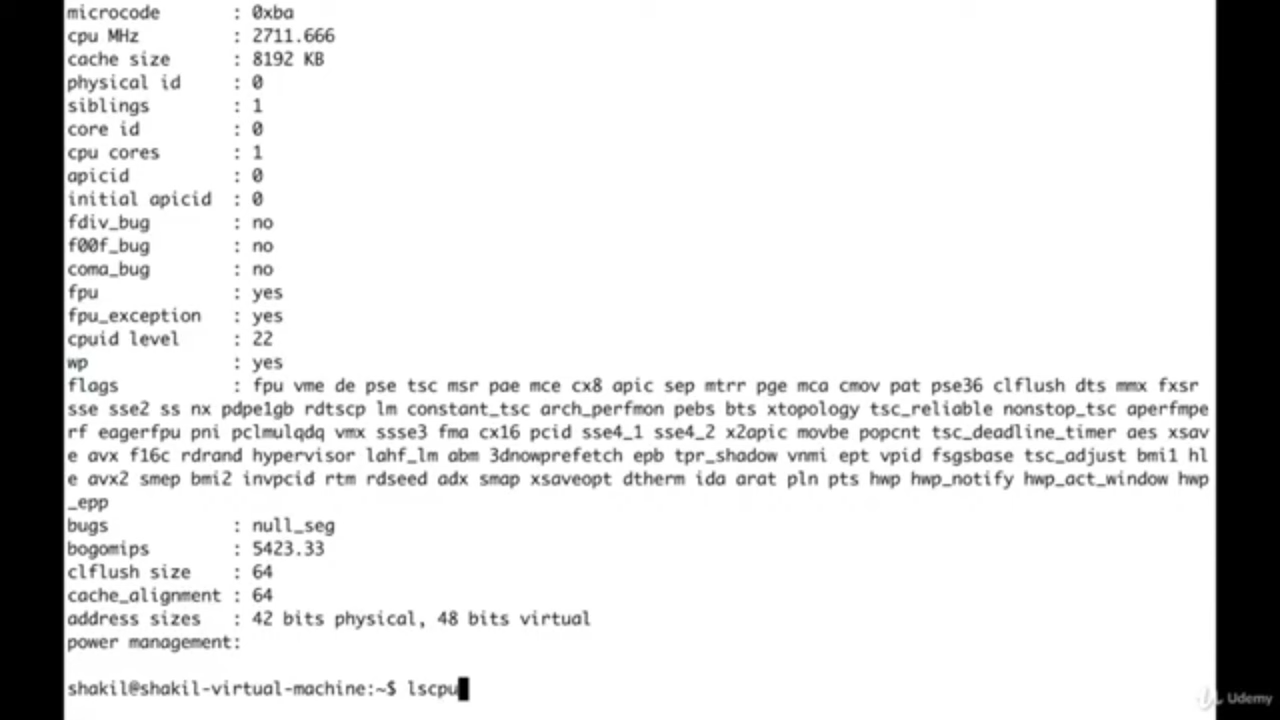 microcode : 0xba
cpu MHz : 2711.666
cache size : 8192 KB
physical id : 0
siblings : 1
core id : 0
cpu cores : 1
apicid : 0
initial apicid : 0
fdiv_bug : no
f00f_bug : no
coma_bug : no
fpu : yes
fpu_exception : yes
cpuid level : 22
wp : yes
flags : fpu vme de pse tsc msr pae mce cx8 apic sep mtrr pge mca cmov pat pse36 clflush dts mmx fxsr
sse sse2 ss nx pdpe1gb rdtscp lm constant_tsc arch_perfmon pebs bts xtopology tsc_reliable nonstop_tsc aperfmpe
rf eagerfpu pni pclmulqdq vmx ssse3 fma cx16 pcid sse4_1 sse4_2 x2apic movbe popcnt tsc_deadline_timer aes xsav
e avx f16c rdrand hypervisor lahf_lm abm 3dnowprefetch epb tpr_shadow vnmi ept vpid fsgsbase tsc_adjust bmi1 hl
e avx2 smep bmi2 invpcid rtm rdseed adx smap xsaveopt dtherm ida arat pln pts hwp hwp_notify hwp_act_window hwp
_epp
bugs : null_seg
bogomips : 5423.33
clflush size : 64
cache_alignment : 64
address sizes : 42 bits physical, 48 bits virtual
power management:
shakil@shakil-virtual-machine:~$ lscpu
Udemy